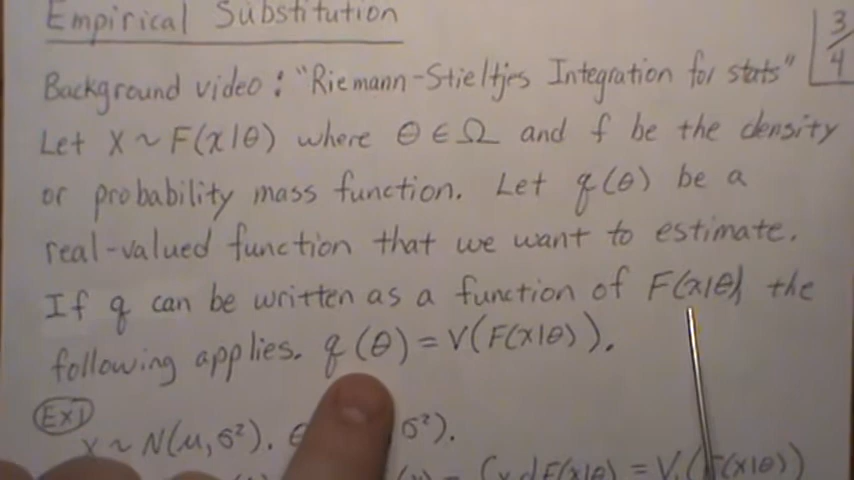 Empirical Substitution
3/4
Background video: "Riemann-Stieltjes Integration for stats"
Let X ~ F(x|θ) where θ ∈ Ω and f be the density
or probability mass function. Let q(θ) be a
real-valued function that we want to estimate.
If q can be written as a function of F(x|θ) the
following applies. q(θ) = V(F(x|θ)).
Ex1
X ~ N(μ, σ²). σ²).
∫x dF(x|θ) = V₁(F(x|θ))